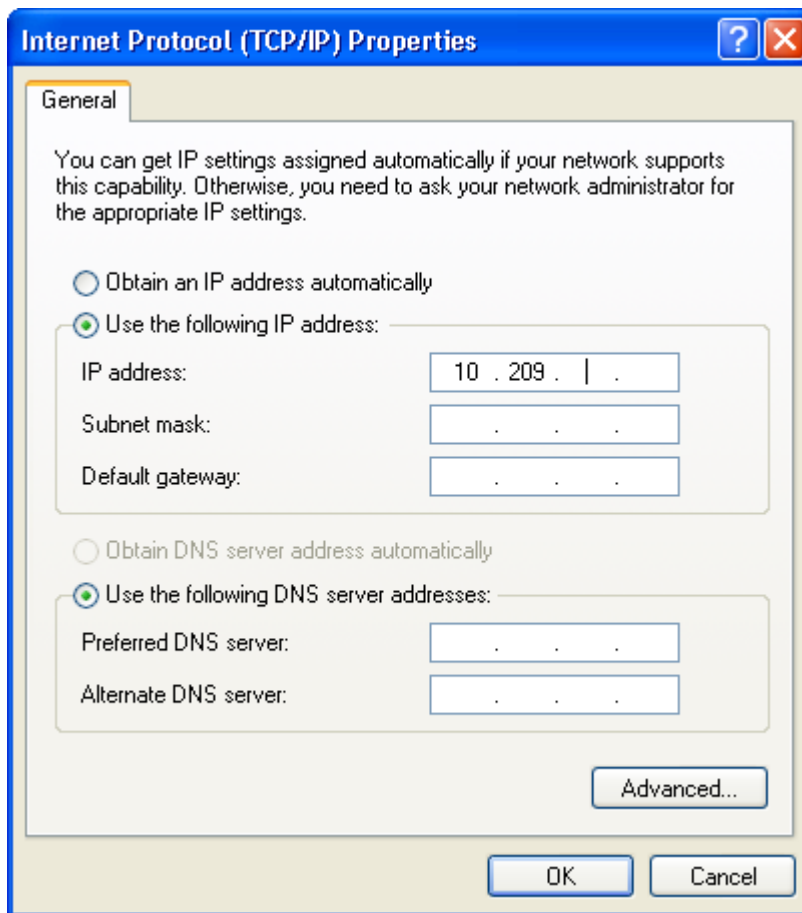 Internet Protocol (TCP/IP) Properties
?
General
You can get IP settings assigned automatically if your network supports
this capability. Otherwise, you need to ask your network administrator for
the appropriate IP settings.
Obtain an IP address automatically
Use the following IP address:
IP address: 10 . 209 . .
Subnet mask: . . .
Default gateway: . . .
Obtain DNS server address automatically
Use the following DNS server addresses:
Preferred DNS server: . . .
Alternate DNS server: . . .
Advanced...
OK Cancel